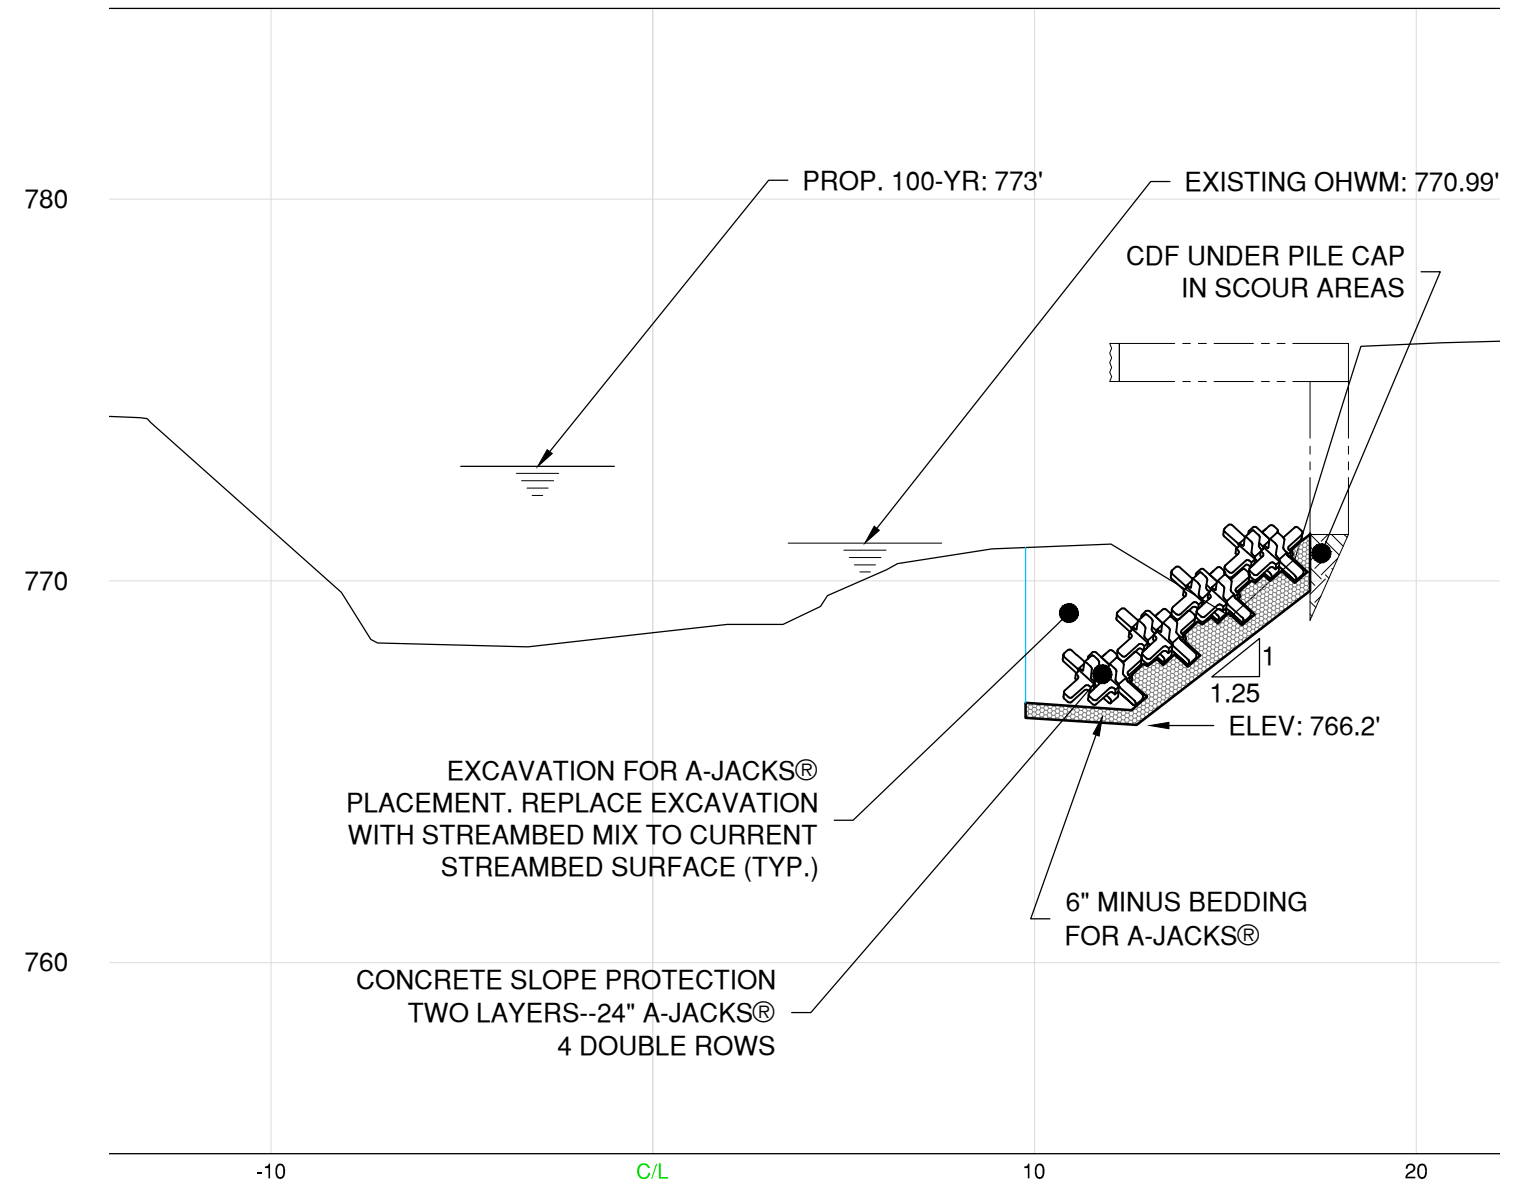 PROP. 100-YR: 773'
EXISTING OHWM: 770.99'
780
CDF UNDER PILE CAP
IN SCOUR AREAS
770
1
1.25
ELEV: 766.2'
EXCAVATION FOR A-JACKS®
PLACEMENT. REPLACE EXCAVATION
WITH STREAMBED MIX TO CURRENT
STREAMBED SURFACE (TYP.)
6" MINUS BEDDING
FOR A-JACKS®
760
CONCRETE SLOPE PROTECTION
TWO LAYERS--24" A-JACKS®
4 DOUBLE ROWS
-10
C/L
10
20